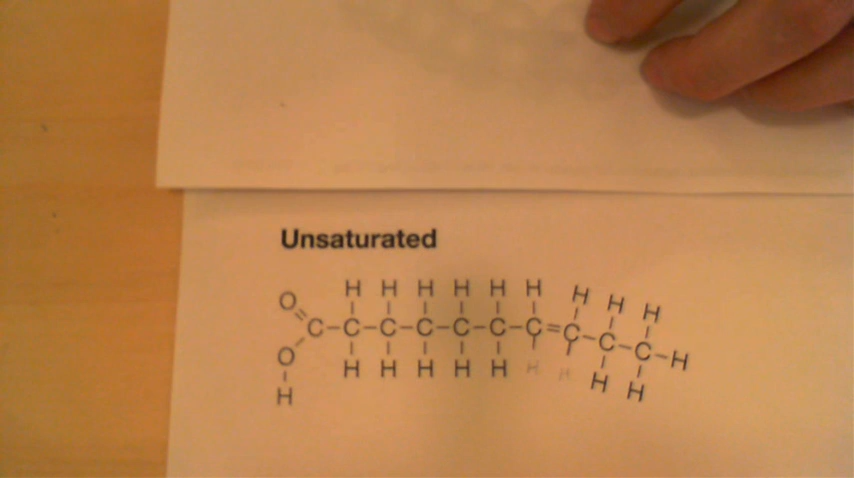 Unsaturated
H H H H H H H H H
O
C-C-C-C-C-C-C=C-C-C-H
O H H H H H H H H H
H